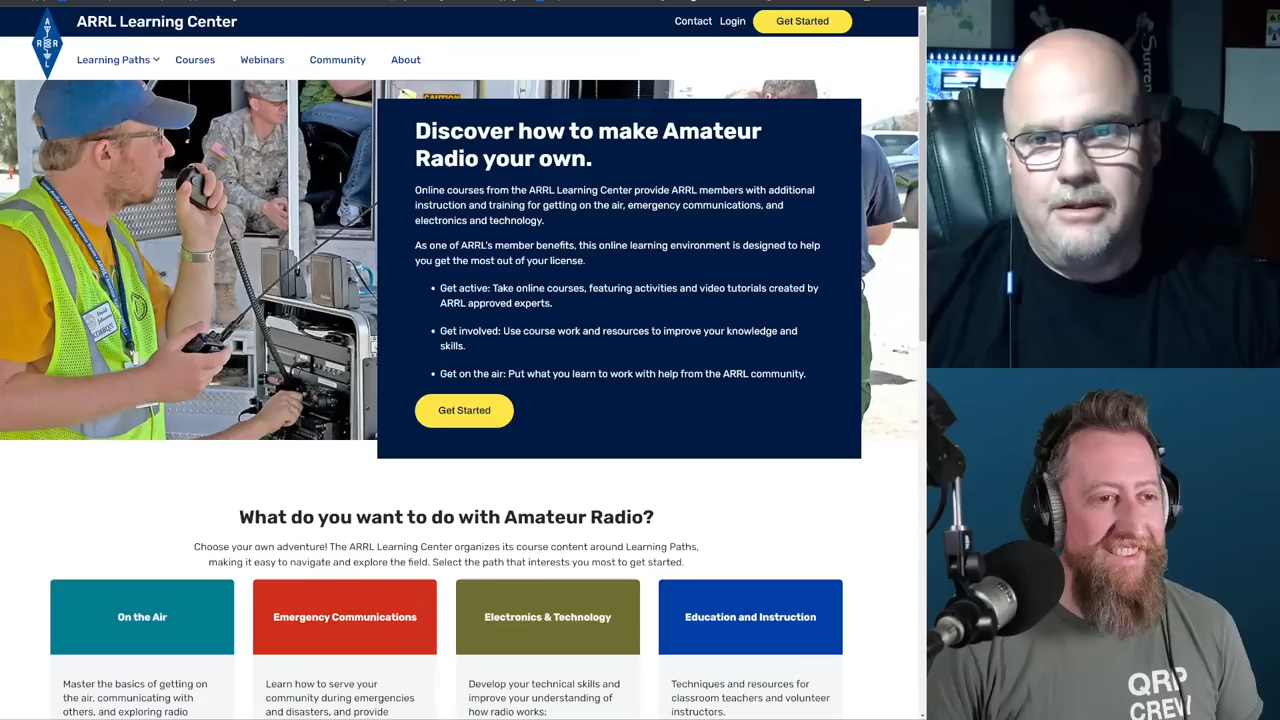 ARRL Learning Center
Contact
Login
Get Started
A
R R
L
Learning Paths
Courses
Webinars
Community
About
CAUTION
Discover how to make Amateur
Radio your own.
Online courses from the ARRL Learning Center provide ARRL members with additional
instruction and training for getting on the air, emergency communications, and
electronics and technology.
As one of ARRL's member benefits, this online learning environment is designed to help
you get the most out of your license.
• Get active: Take online courses, featuring activities and video tutorials created by
ARRL approved experts.
• Get involved: Use course work and resources to improve your knowledge and
skills.
• Get on the air: Put what you learn to work with help from the ARRL community.
Get Started
What do you want to do with Amateur Radio?
Choose your own adventure! The ARRL Learning Center organizes its course content around Learning Paths,
making it easy to navigate and explore the field. Select the path that interests you most to get started.
On the Air
Emergency Communications
Electronics & Technology
Education and Instruction
Master the basics of getting on
the air, communicating with
others, and exploring radio
Learn how to serve your
community during emergencies
and disasters, and provide
Develop your technical skills and
improve your understanding of
how radio works:
Techniques and resources for
classroom teachers and volunteer
instructors.
QRP
CREW